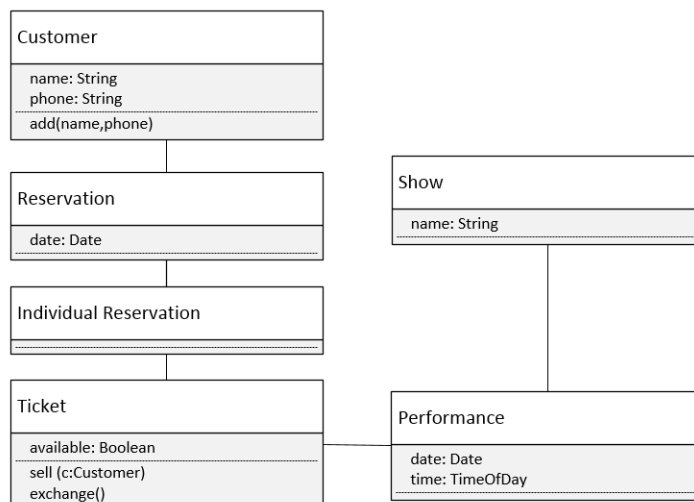 Customer
name: String
phone: String
add(name,phone)
Reservation
date: Date
Individual Reservation
Ticket
available: Boolean
sell (c:Customer)
exchange()
Show
name: String
Performance
date: Date
time: TimeOfDay